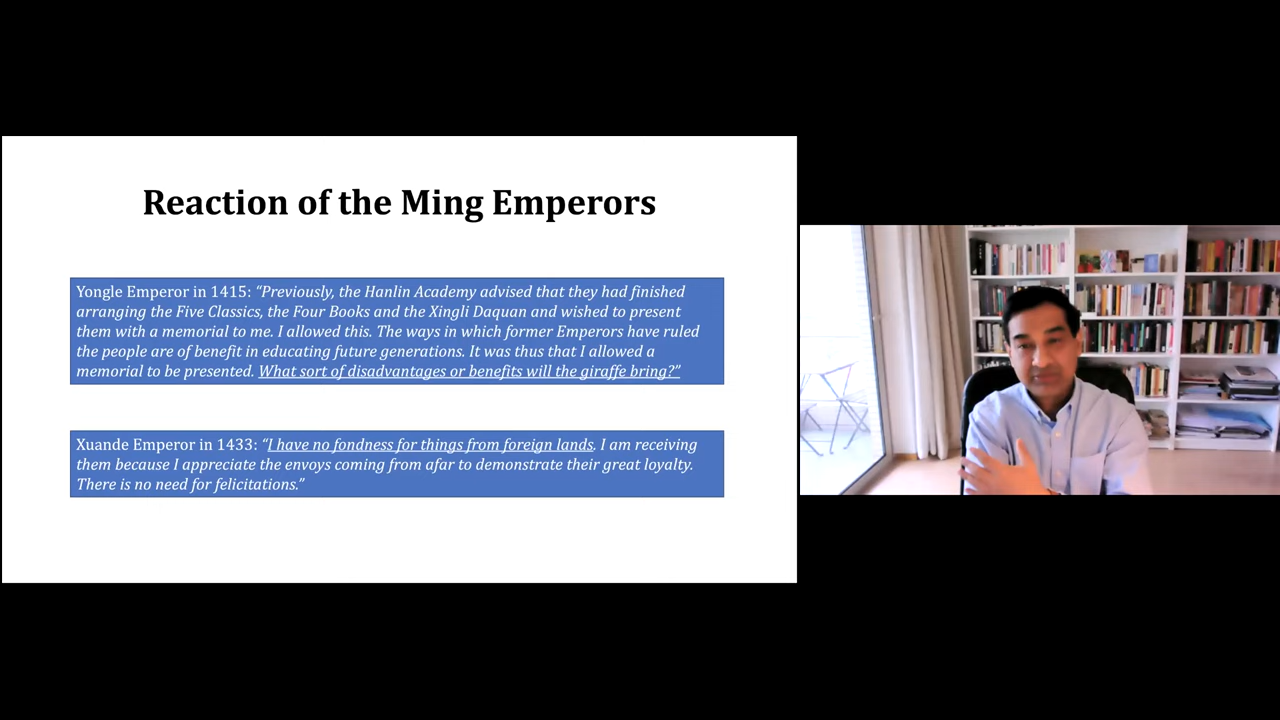 Reaction of the Ming Emperors
Yongle Emperor in 1415: “Previously, the Hanlin Academy advised that they had finished
arranging the Five Classics, the Four Books and the Xingli Daquan and wished to present
them with a memorial to me. I allowed this. The ways in which former Emperors have ruled
the people are of benefit in educating future generations. It was thus that I allowed a
memorial to be presented. What sort of disadvantages or benefits will the giraffe bring?”
Xuande Emperor in 1433: “I have no fondness for things from foreign lands. I am receiving
them because I appreciate the envoys coming from afar to demonstrate their great loyalty.
There is no need for felicitations.”